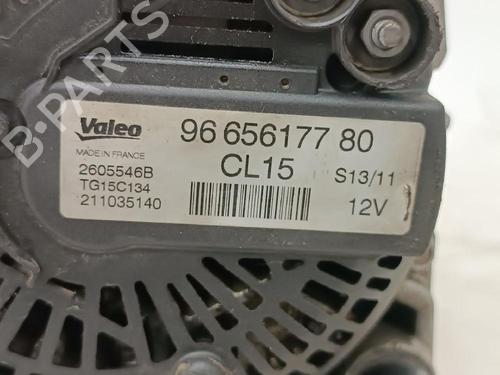 B-PARTS
Valeo
MADE IN FRANCE
96 656177 80
2605546B
CL15
S13/11
TG15C134
211035140
12V